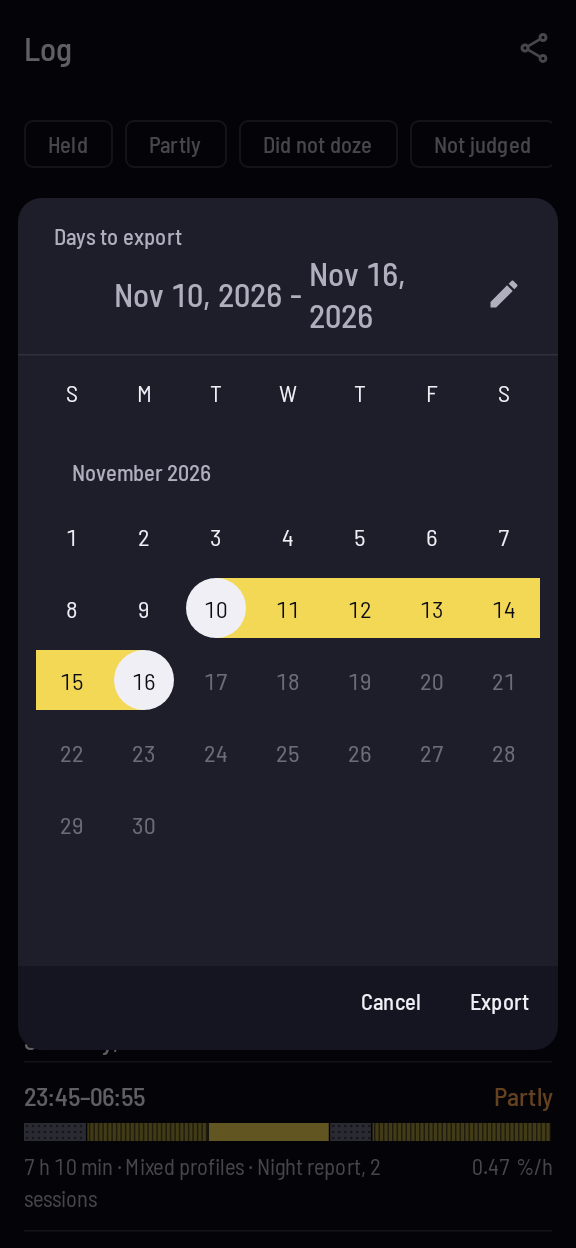 Log
Held Partly Did not doze Not judged
Days to export
Nov 10, 2026 - Nov 16, 2026
S M T W T F S
November 2026
1 2 3 4 5 6 7
8 9 10 11 12 13 14
15 16 17 18 19 20 21
22 23 24 25 26 27 28
29 30
Cancel Export
23:45–06:55 Partly
7 h 10 min · Mixed profiles · Night report, 2 sessions 0.47 %/h